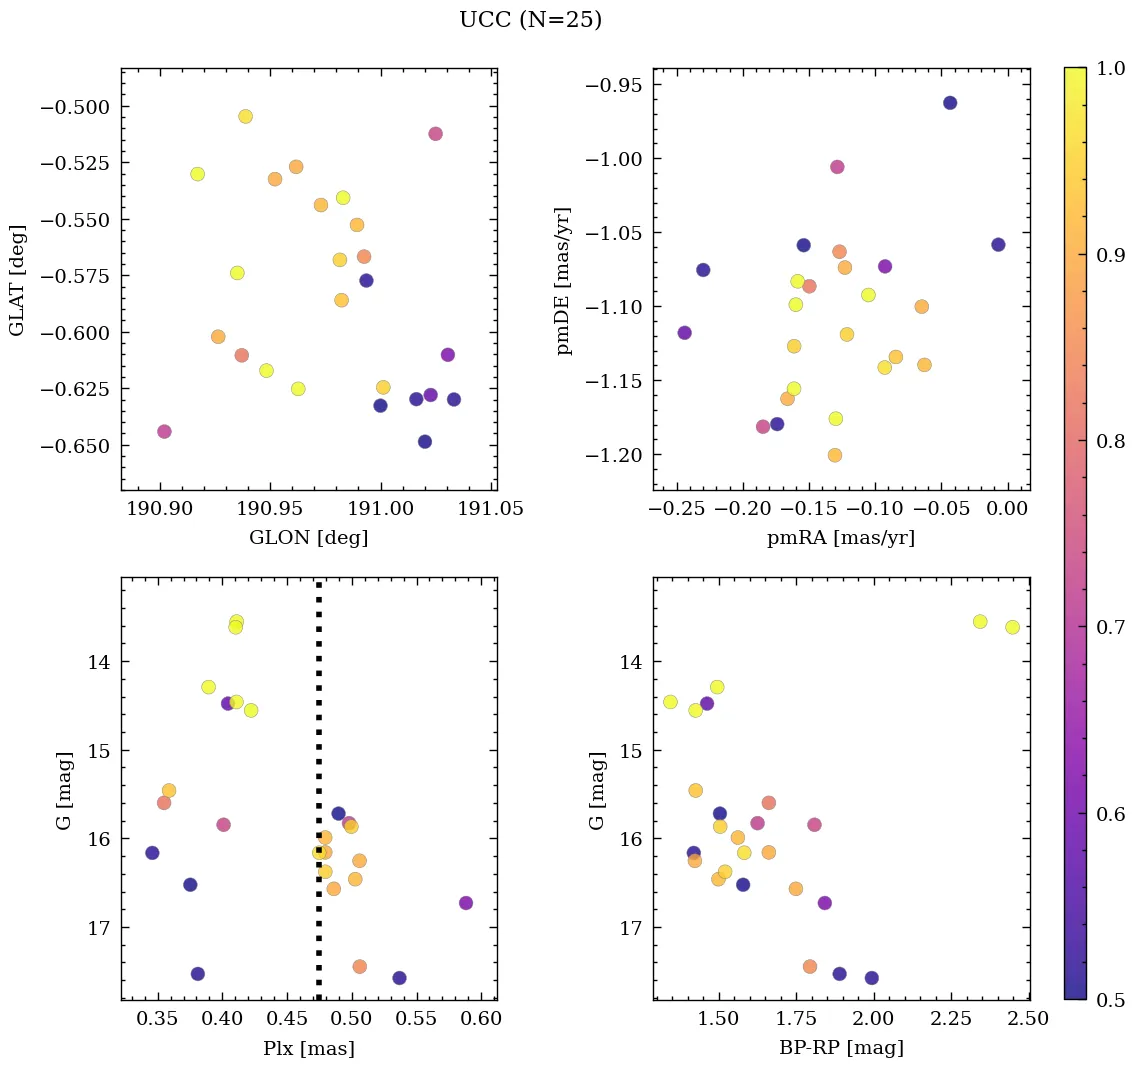 UCC (N=25)
−0.500
−0.525
−0.550
−0.575
−0.600
−0.625
−0.650
GLAT [deg]
190.90 190.95 191.00 191.05
GLON [deg]
−0.95
−1.00
−1.05
−1.10
−1.15
−1.20
pmDE [mas/yr]
−0.25 −0.20 −0.15 −0.10 −0.05 0.00
pmRA [mas/yr]
14
15
16
17
G [mag]
0.35 0.40 0.45 0.50 0.55 0.60
Plx [mas]
14
15
16
17
G [mag]
1.50 1.75 2.00 2.25 2.50
BP-RP [mag]
1.0
0.9
0.8
0.7
0.6
0.5